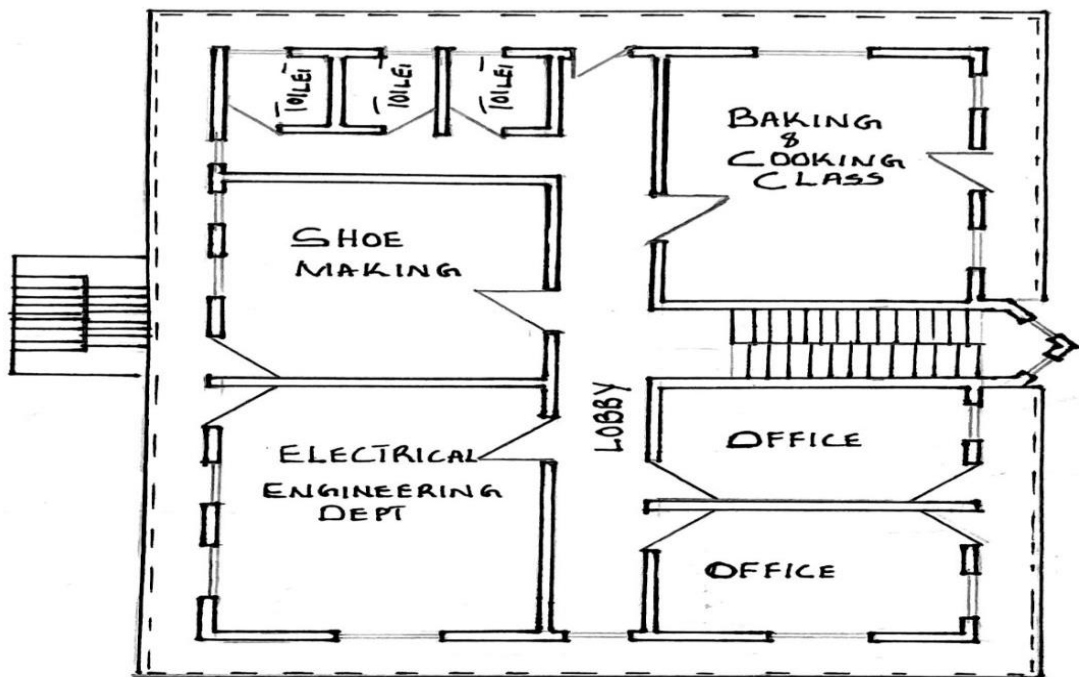 TOILET
TOILET
TOILET
BAKING
&
COOKING
CLASS
SHOE
MAKING
LOBBY
ELECTRICAL
ENGINEERING
DEPT
OFFICE
OFFICE